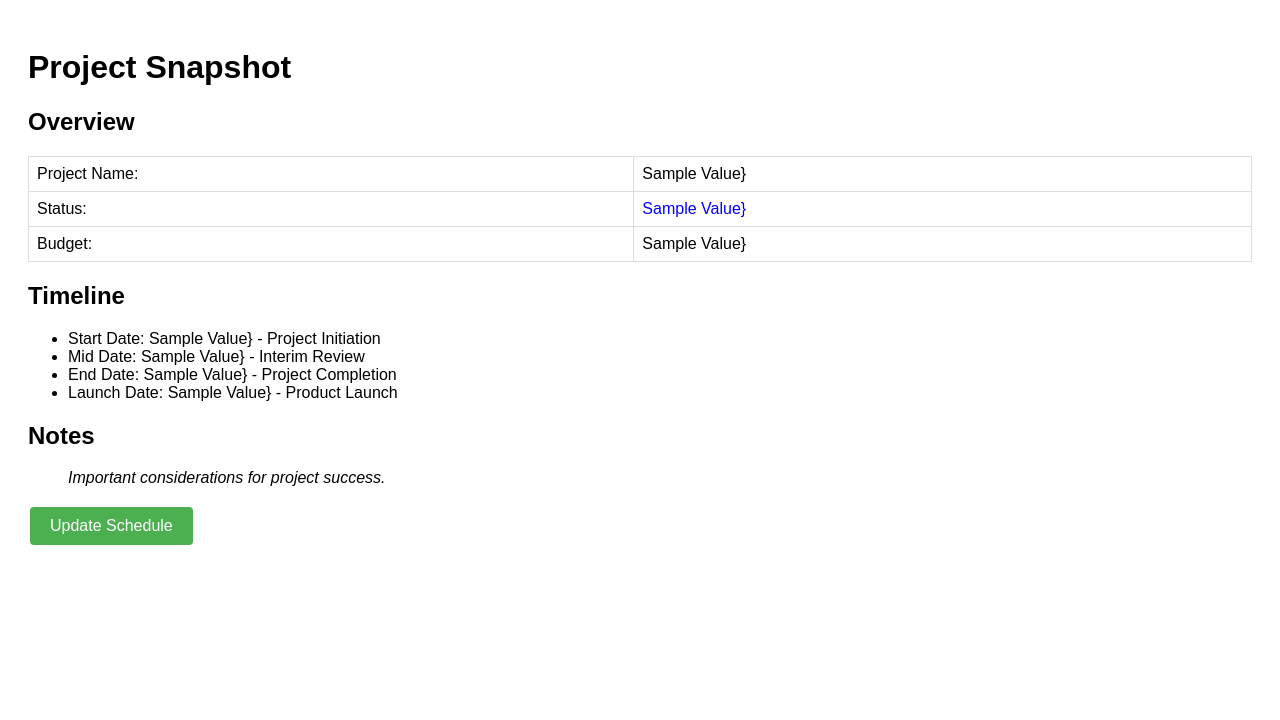 Project Snapshot
Overview
Project Name: Sample Value}
Status: Sample Value}
Budget: Sample Value}
Timeline
• Start Date: Sample Value} - Project Initiation
• Mid Date: Sample Value} - Interim Review
• End Date: Sample Value} - Project Completion
• Launch Date: Sample Value} - Product Launch
Notes
Important considerations for project success.
Update Schedule